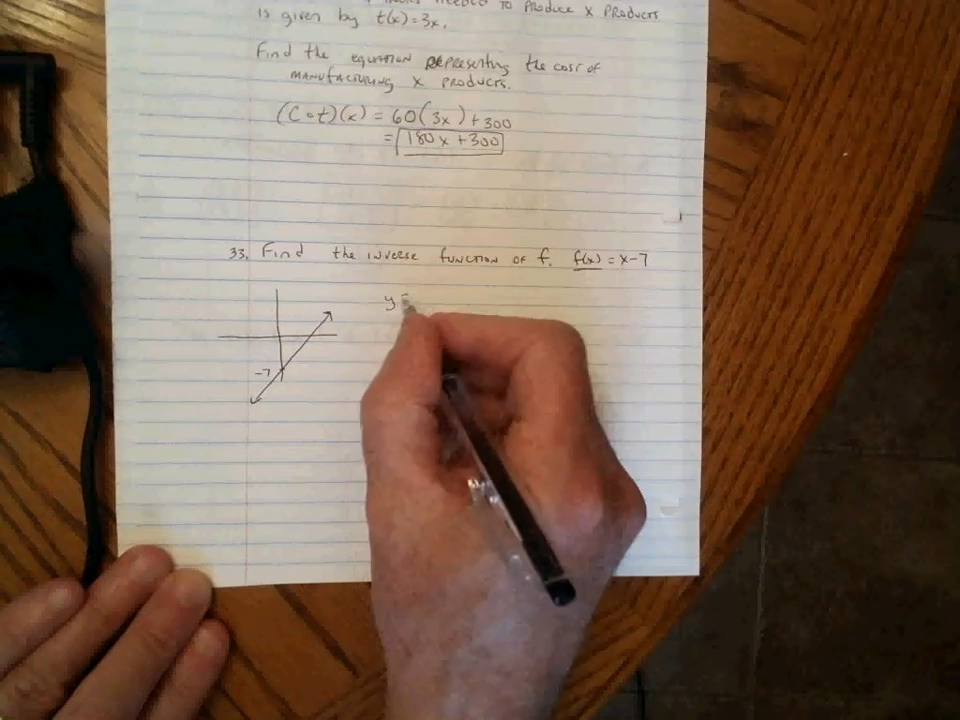 needed to produce x products
is given by t(x)=3x.
Find the equation representing the cost of
manufacturing x products.
(C∘t)(x) = 60(3x)+300
= 180x+300
33. Find the inverse function of f. f(x)=x-7
y =
-7